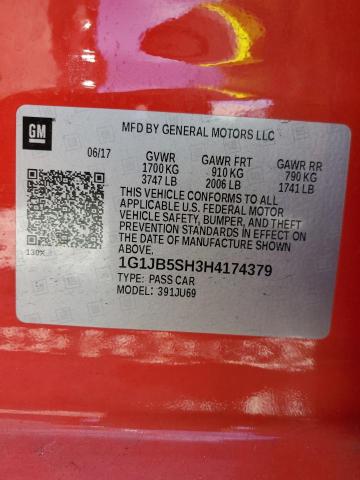 GM
MFD BY GENERAL MOTORS LLC
06/17 GVWR GAWR FRT GAWR RR
1700 KG 910 KG 790 KG
3747 LB 2006 LB 1741 LB
THIS VEHICLE CONFORMS TO ALL
APPLICABLE U.S. FEDERAL MOTOR
VEHICLE SAFETY, BUMPER, AND THEFT
PREVENTION STANDARDS IN EFFECT ON
THE DATE OF MANUFACTURE SHOWN
ABOVE.
130X
1G1JB5SH3H4174379
TYPE: PASS CAR
MODEL: 391JU69